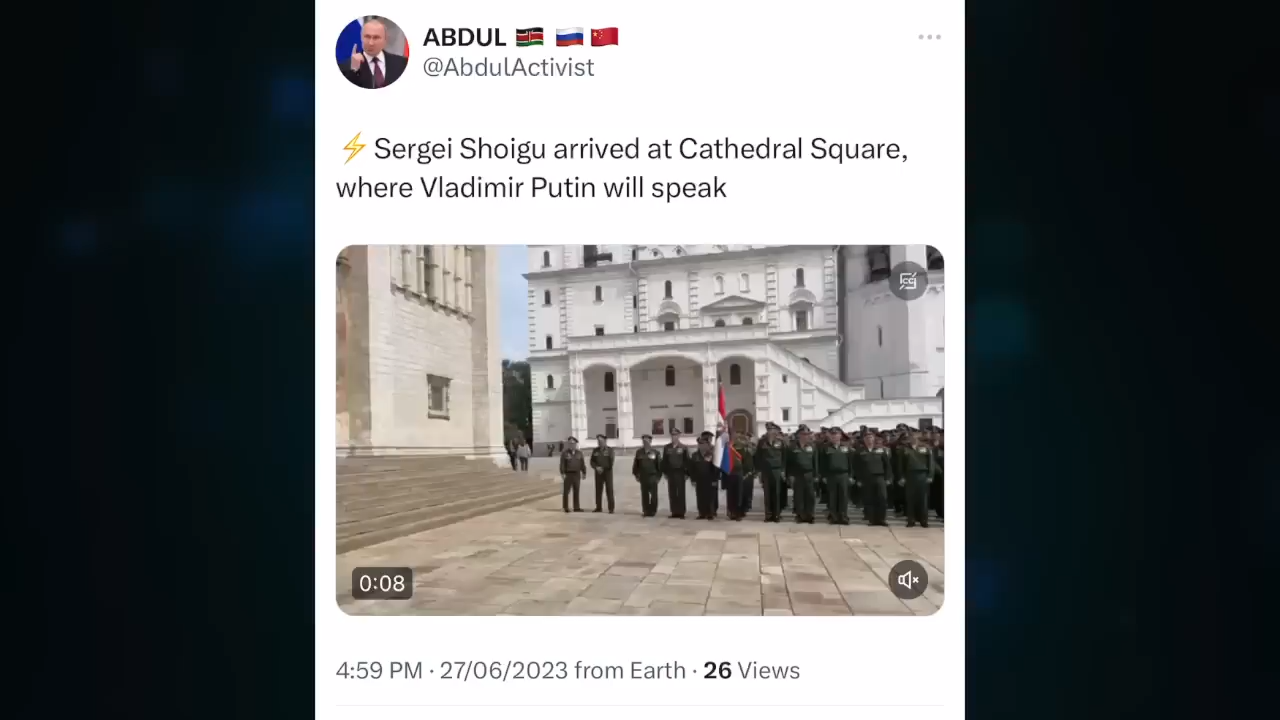 ABDUL 🇰🇪 🇷🇺 🇨🇳
@AbdulActivist
⚡ Sergei Shoigu arrived at Cathedral Square,
where Vladimir Putin will speak
0:08
4:59 PM · 27/06/2023 from Earth · 26 Views